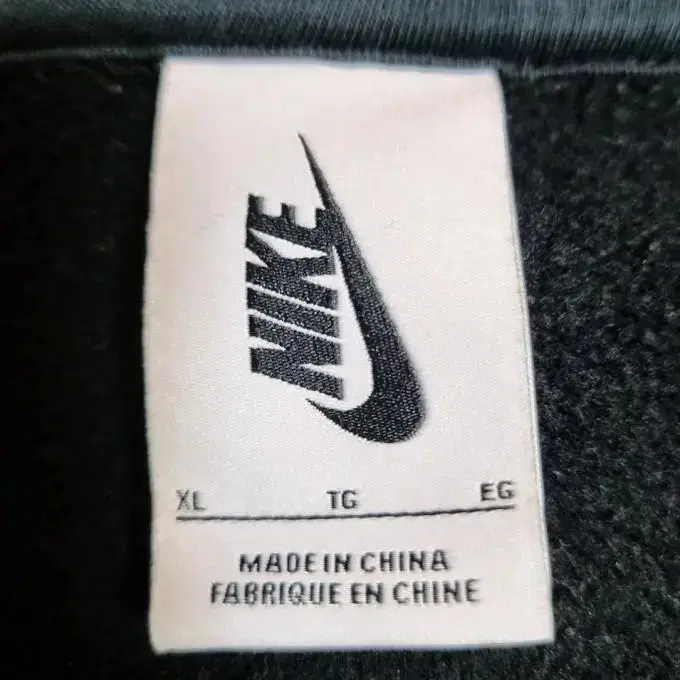 NIKE
XL TG EG
MADE IN CHINA
FABRIQUE EN CHINE